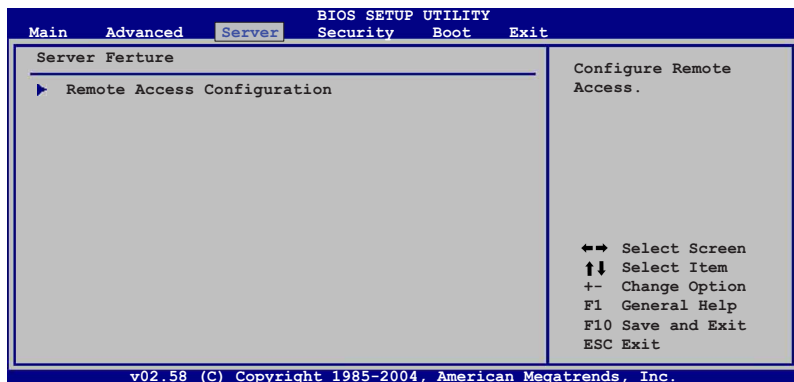 BIOS SETUP UTILITY
Main Advanced Server Security Boot Exit
Server Ferture
Remote Access Configuration
Configure Remote
Access.
Select Screen
Select Item
+- Change Option
F1 General Help
F10 Save and Exit
ESC Exit
v02.58 (C) Copyright 1985-2004, American Megatrends, Inc.